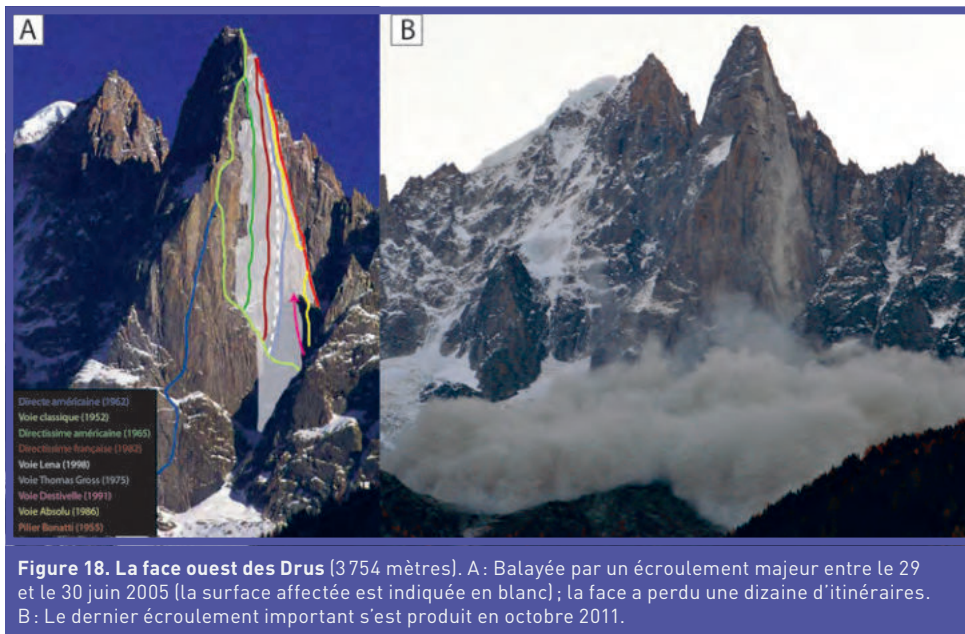 A
B
Directe américaine (1962)
Voie classique (1952)
Directissime américaine (1965)
Directissime française (1982)
Voie Lena (1998)
Voie Thomas Gross (1975)
Voie Destivelle (1991)
Voie Absolu (1986)
Pilier Bonatti (1955)
Figure 18. La face ouest des Drus (3 754 mètres). A : Balayée par un écroulement majeur entre le 29
et le 30 juin 2005 (la surface affectée est indiquée en blanc) ; la face a perdu une dizaine d'itinéraires.
B : Le dernier écroulement important s'est produit en octobre 2011.